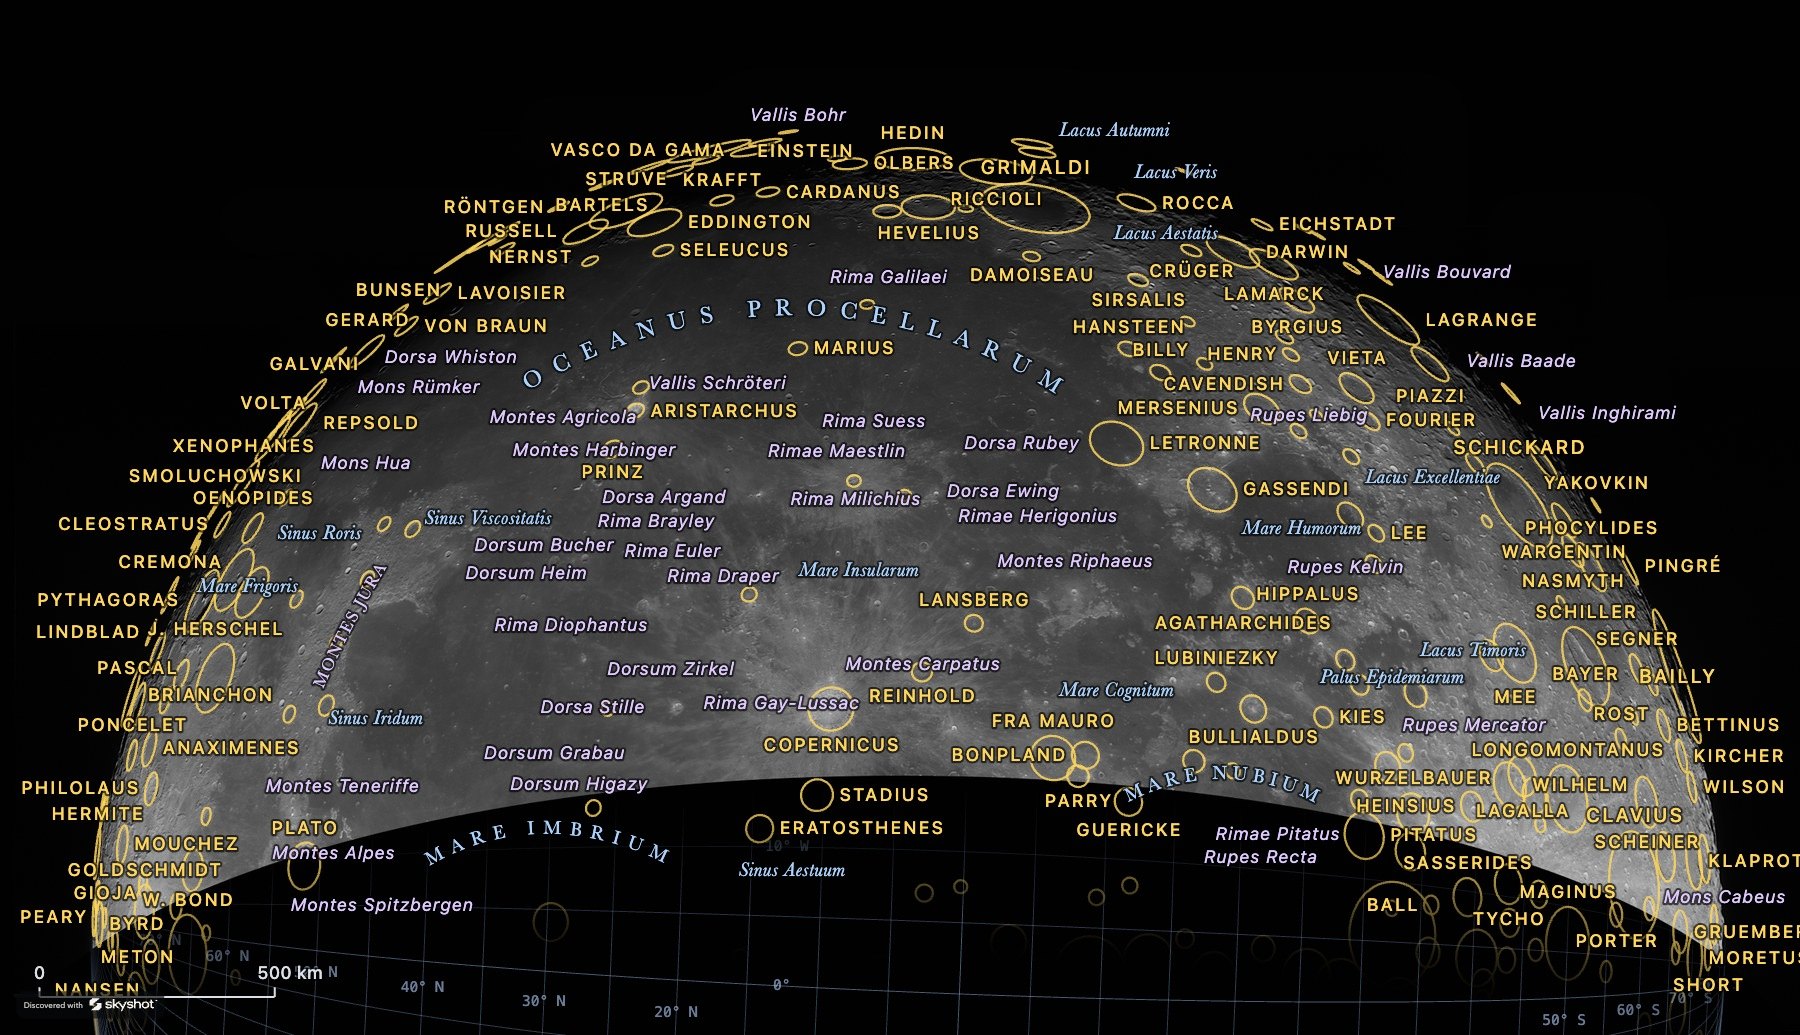 Vallis Bohr
HEDIN
Lacus Autumni
VASCO DA GAMA
EINSTEIN
OLBERS
GRIMALDI
Lacus Veris
STRUVE
KRAFFT
CARDANUS
RICCIOLI
ROCCA
RÖNTGEN
BARTELS
EDDINGTON
HEVELIUS
Lacus Aestatis
EICHSTADT
RUSSELL
SELEUCUS
DARWIN
NERNST
Rima Galilaei
DAMOISEAU
CRÜGER
Vallis Bouvard
BUNSEN
LAVOISIER
SIRSALIS
LAMARCK
GERARD
VON BRAUN
OCEANUS PROCELLARUM
HANSTEEN
BYRGIUS
LAGRANGE
GALVANI
Dorsa Whiston
MARIUS
BILLY
HENRY
VIETA
Vallis Baade
Mons Rümker
Vallis Schröteri
CAVENDISH
PIAZZI
VOLTA
REPSOLD
Montes Agricola
ARISTARCHUS
Rima Suess
MERSENIUS
Rupes Liebig
FOURIER
Vallis Inghirami
XENOPHANES
Mons Hua
Montes Harbinger
PRINZ
Rimae Maestlin
Dorsa Rubey
LETRONNE
SCHICKARD
SMOLUCHOWSKI
OENOPIDES
Dorsa Argand
Rima Milichius
Dorsa Ewing
GASSENDI
Lacus Excellentiae
YAKOVKIN
CLEOSTRATUS
Sinus Roris
Sinus Viscositatis
Rima Brayley
Rimae Herigonius
Mare Humorum
LEE
PHOCYLIDES
CREMONA
Dorsum Bucher
Rima Euler
WARGENTIN
Mare Frigoris
MONTES JURA
Dorsum Heim
Rima Draper
Mare Insularum
Montes Riphaeus
Rupes Kelvin
NASMYTH
PINGRÉ
PYTHAGORAS
LANSBERG
HIPPALUS
SCHILLER
LINDBLAD
J. HERSCHEL
Rima Diophantus
AGATHARCHIDES
SEGNER
PASCAL
Dorsum Zirkel
Montes Carpatus
LUBINIEZKY
Lacus Timoris
BRIANCHON
REINHOLD
Mare Cognitum
Palus Epidemiarum
MEE
BAYER
BAILLY
PONCELET
Sinus Iridum
Dorsa Stille
Rima Gay-Lussac
FRA MAURO
KIES
Rupes Mercator
ROST
BETTINUS
ANAXIMENES
Dorsum Grabau
COPERNICUS
BONPLAND
BULLIALDUS
LONGOMONTANUS
KIRCHER
PHILOLAUS
Montes Teneriffe
Dorsum Higazy
STADIUS
PARRY
MARE NUBIUM
WURZELBAUER
WILHELM
WILSON
HERMITE
PLATO
MARE IMBRIUM
ERATOSTHENES
GUERICKE
HEINSIUS
LAGALLA
CLAVIUS
MOUCHEZ
Montes Alpes
10° W
Rimae Pitatus
PITATUS
SCHEINER
GOLDSCHMIDT
Sinus Aestuum
Rupes Recta
SASSERIDES
KLAPROT
GIOJA
W. BOND
Montes Spitzbergen
BALL
MAGINUS
Mons Cabeus
PEARY
BYRD
TYCHO
PORTER
GRUEMBER
METON
60° N
MORETUS
0
500 km
N
40° N
0°
SHORT
NANSEN
30° N
20° N
50° S
60° S
70° S
Discovered with skyshot